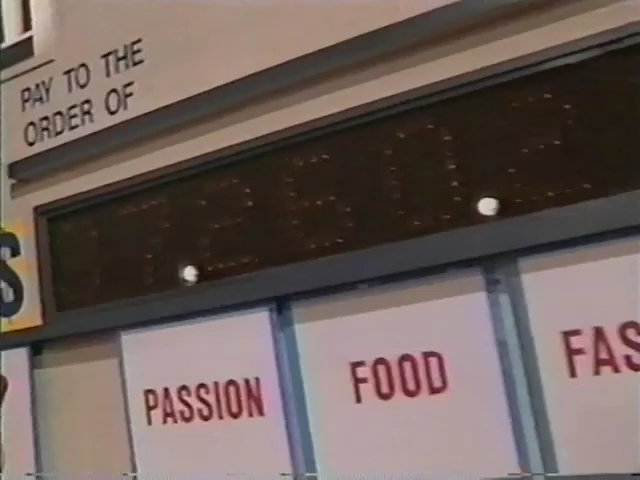 PAY TO THE
ORDER OF
S
PASSION
FOOD
FAS